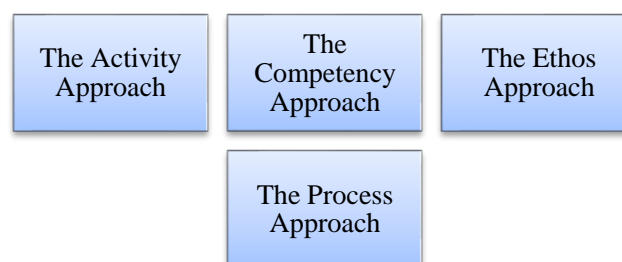 The Activity
Approach
The
Competency
Approach
The Ethos
Approach
The Process
Approach